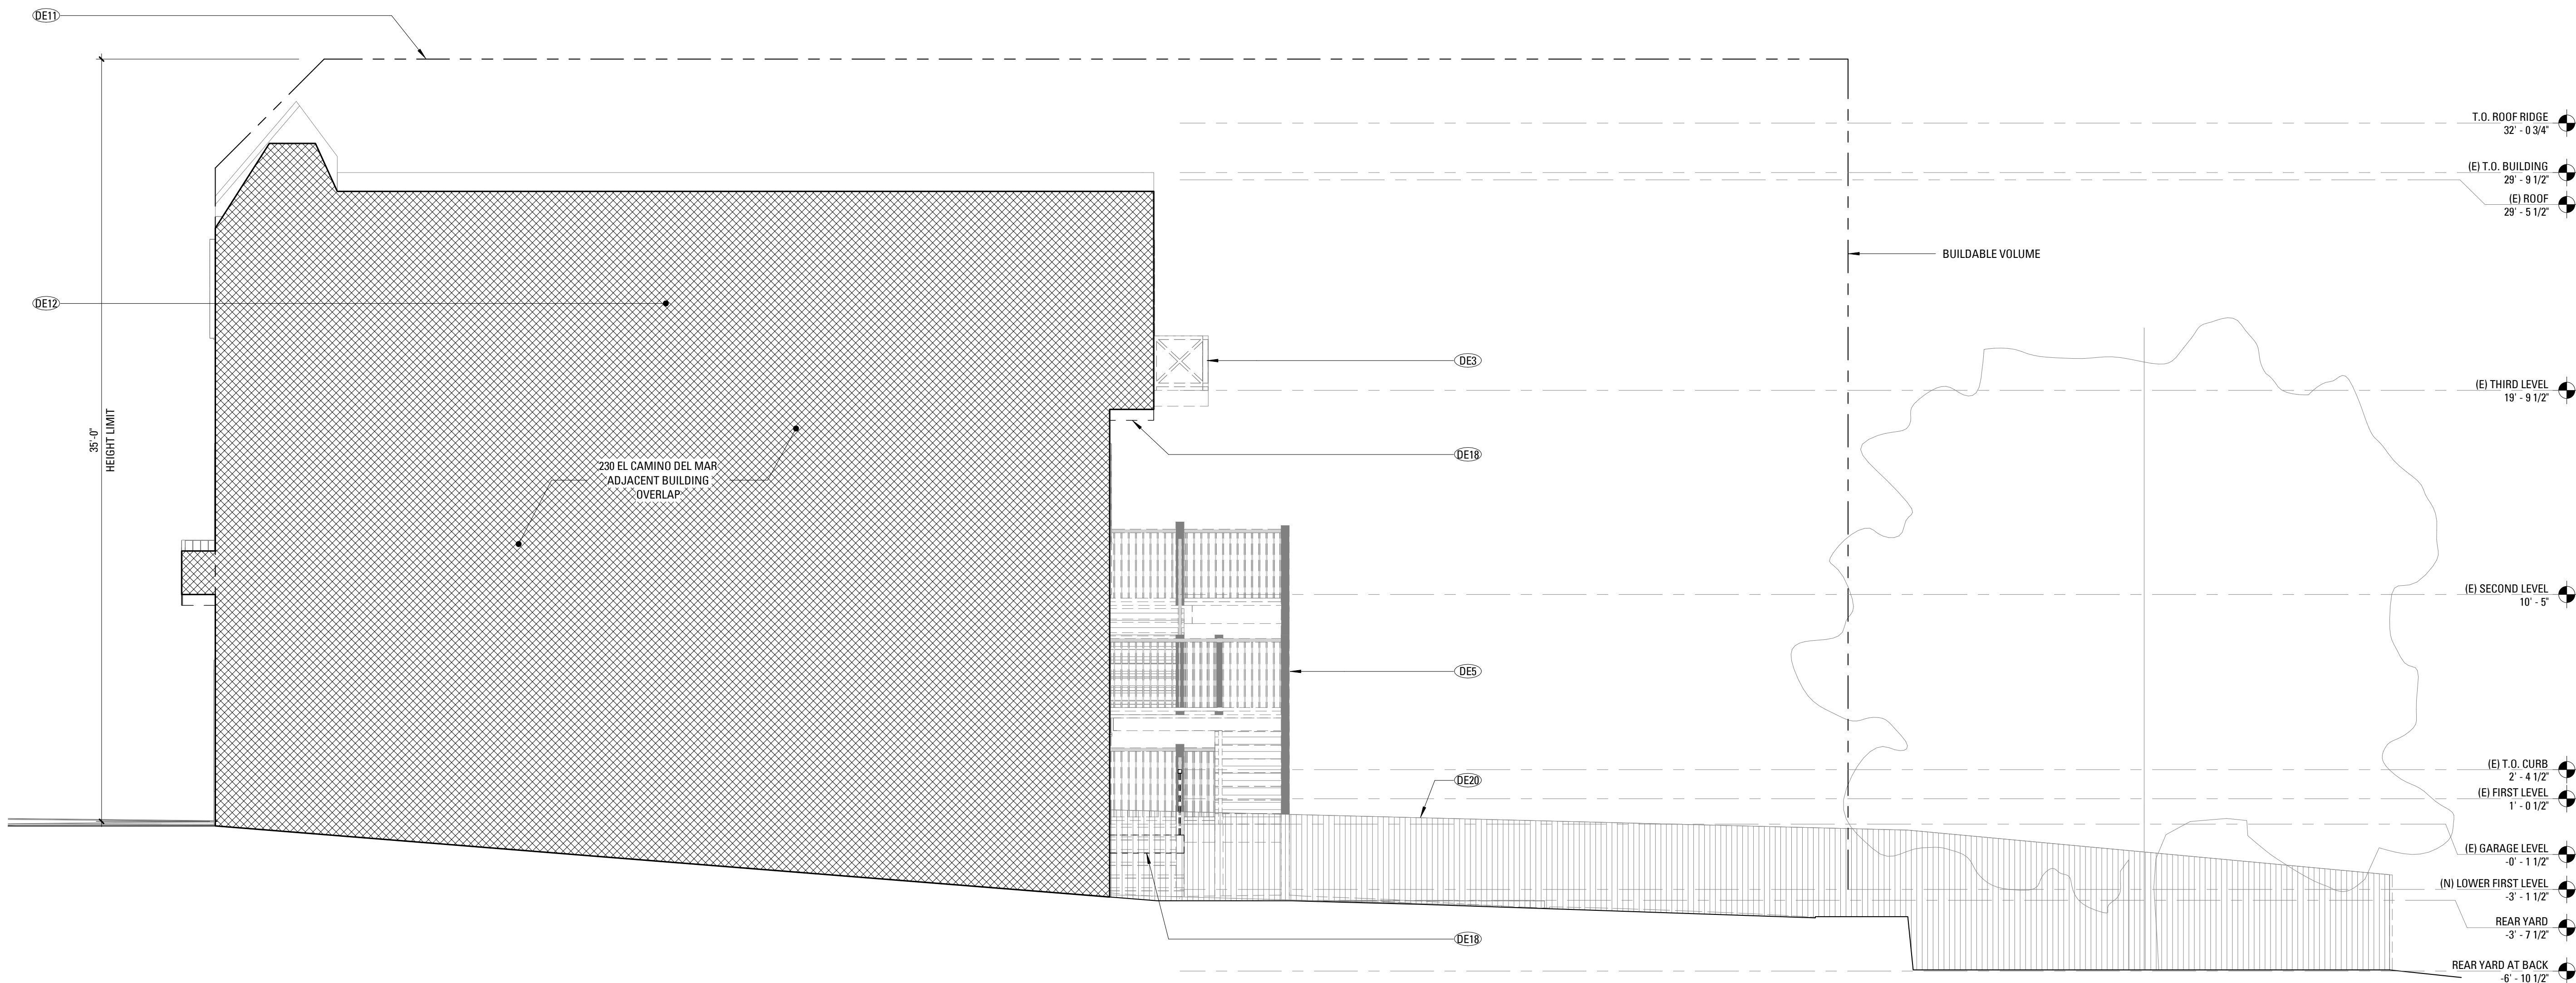 DE11
T.O. ROOF RIDGE
32' - 0 3/4"
(E) T.O. BUILDING
29' - 9 1/2"
(E) ROOF
29' - 5 1/2"
BUILDABLE VOLUME
DE12
DE3
(E) THIRD LEVEL
19' - 9 1/2"
35'-0"
HEIGHT LIMIT
DE18
230 EL CAMINO DEL MAR
ADJACENT BUILDING
OVERLAP
(E) SECOND LEVEL
10' - 5"
DE5
(E) T.O. CURB
2' - 4 1/2"
DE20
(E) FIRST LEVEL
1' - 0 1/2"
(E) GARAGE LEVEL
-0' - 1 1/2"
(N) LOWER FIRST LEVEL
-3' - 1 1/2"
REAR YARD
-3' - 7 1/2"
DE18
REAR YARD AT BACK
-6' - 10 1/2"